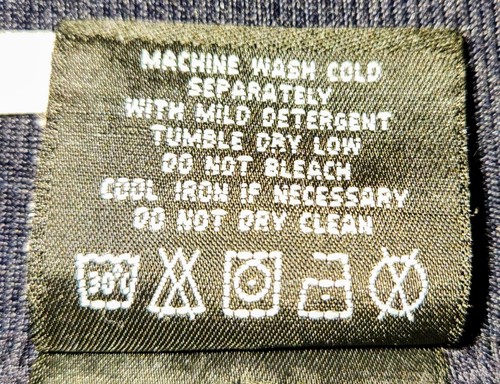 MACHINE WASH COLD
SEPARATELY
WITH MILD DETERGENT
TUMBLE DRY LOW
DO NOT BLEACH
COOL IRON IF NECESSARY
DO NOT DRY CLEAN
30°C